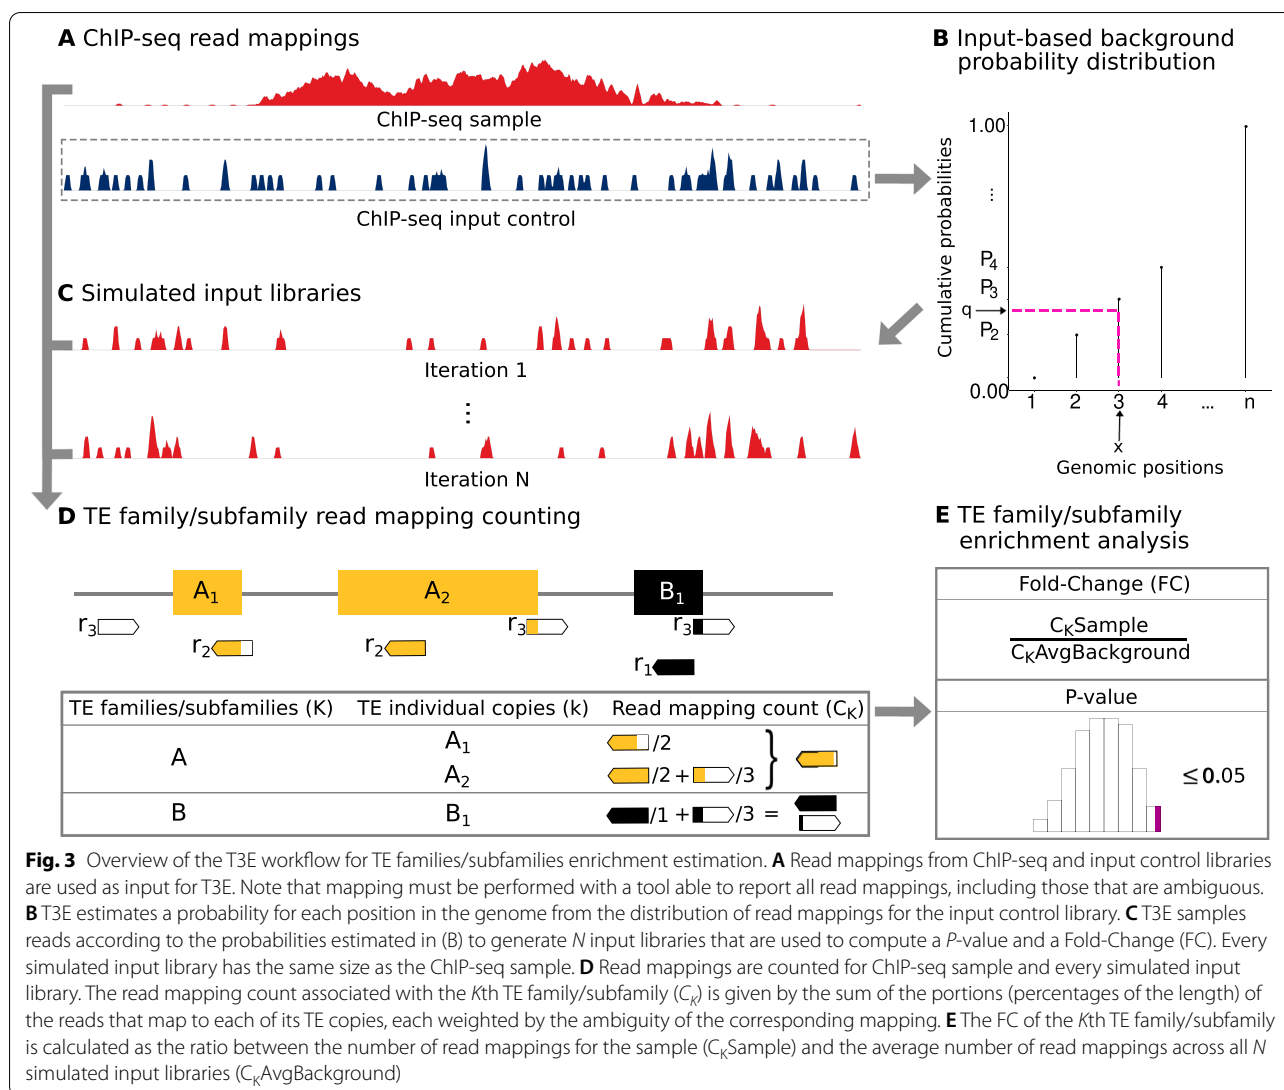 A ChIP-seq read mappings
ChIP-seq sample
ChIP-seq input control
B Input-based background
probability distribution
Cumulative probabilities
1.00
...
P4
P3
q
P2
0.00
1 2 3 4 ... n
x
Genomic positions
C Simulated input libraries
Iteration 1
...
Iteration N
D TE family/subfamily read mapping counting
A1 A2 B1
r3 r3 r3
r2 r2
r1
TE families/subfamilies (K) TE individual copies (k) Read mapping count (CK)
A A1 /2 }
A2 /2 + /3
B B1 /1 + /3 =
E TE family/subfamily
enrichment analysis
Fold-Change (FC)
CKSample
CKAvgBackground
P-value
≤0.05
Fig. 3 Overview of the T3E workflow for TE families/subfamilies enrichment estimation. A Read mappings from ChIP-seq and input control libraries
are used as input for T3E. Note that mapping must be performed with a tool able to report all read mappings, including those that are ambiguous.
B T3E estimates a probability for each position in the genome from the distribution of read mappings for the input control library. C T3E samples
reads according to the probabilities estimated in (B) to generate N input libraries that are used to compute a P-value and a Fold-Change (FC). Every
simulated input library has the same size as the ChIP-seq sample. D Read mappings are counted for ChIP-seq sample and every simulated input
library. The read mapping count associated with the Kth TE family/subfamily (CK) is given by the sum of the portions (percentages of the length) of
the reads that map to each of its TE copies, each weighted by the ambiguity of the corresponding mapping. E The FC of the Kth TE family/subfamily
is calculated as the ratio between the number of read mappings for the sample (CKSample) and the average number of read mappings across all N
simulated input libraries (CKAvgBackground)